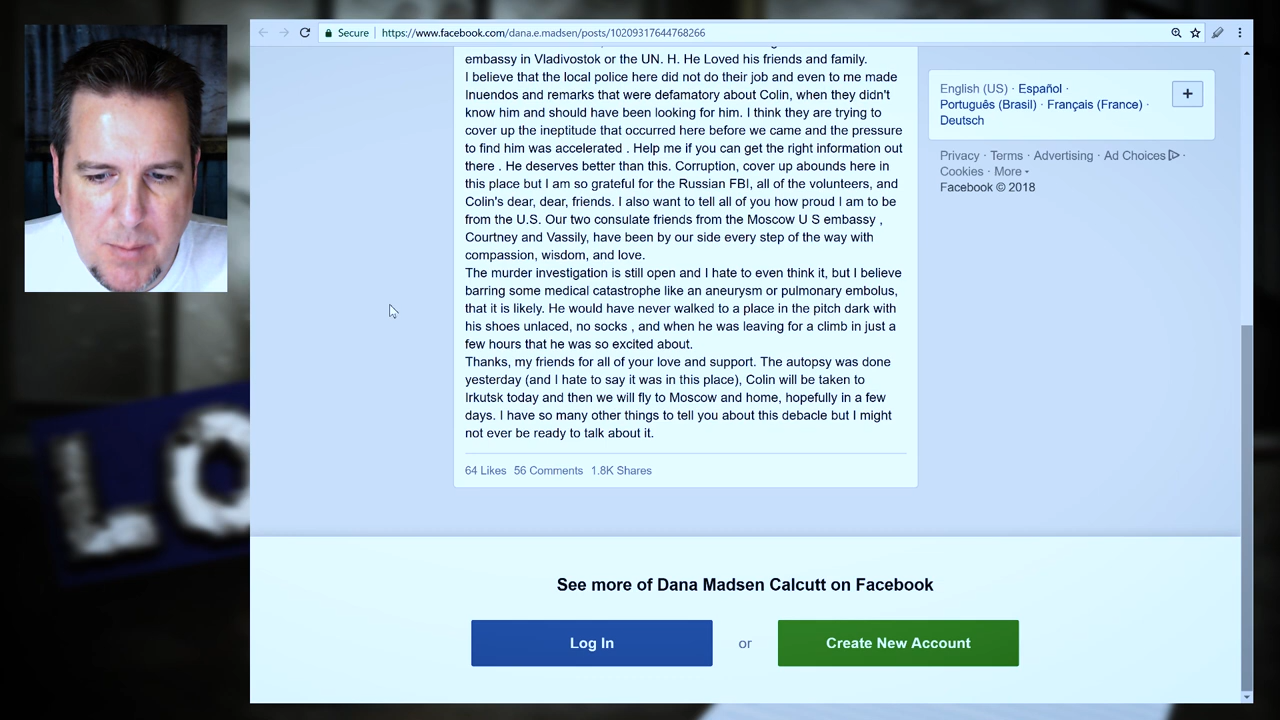 Secure
https://www.facebook.com/dana.e.madsen/posts/10209317644768266
embassy in Vladivostok or the UN. H. He Loved his friends and family.
I believe that the local police here did not do their job and even to me made
Inuendos and remarks that were defamatory about Colin, when they didn't
know him and should have been looking for him. I think they are trying to
cover up the ineptitude that occurred here before we came and the pressure
to find him was accelerated . Help me if you can get the right information out
there . He deserves better than this. Corruption, cover up abounds here in
this place but I am so grateful for the Russian FBI, all of the volunteers, and
Colin's dear, dear, friends. I also want to tell all of you how proud I am to be
from the U.S. Our two consulate friends from the Moscow U S embassy ,
Courtney and Vassily, have been by our side every step of the way with
compassion, wisdom, and love.
The murder investigation is still open and I hate to even think it, but I believe
barring some medical catastrophe like an aneurysm or pulmonary embolus,
that it is likely. He would have never walked to a place in the pitch dark with
his shoes unlaced, no socks , and when he was leaving for a climb in just a
few hours that he was so excited about.
Thanks, my friends for all of your love and support. The autopsy was done
yesterday (and I hate to say it was in this place), Colin will be taken to
Irkutsk today and then we will fly to Moscow and home, hopefully in a few
days. I have so many other things to tell you about this debacle but I might
not ever be ready to talk about it.
64 Likes 56 Comments 1.8K Shares
English (US) · Español ·
Português (Brasil) · Français (France) ·
Deutsch
+
Privacy · Terms · Advertising · Ad Choices ·
Cookies · More
Facebook © 2018
See more of Dana Madsen Calcutt on Facebook
Log In
or
Create New Account
LO